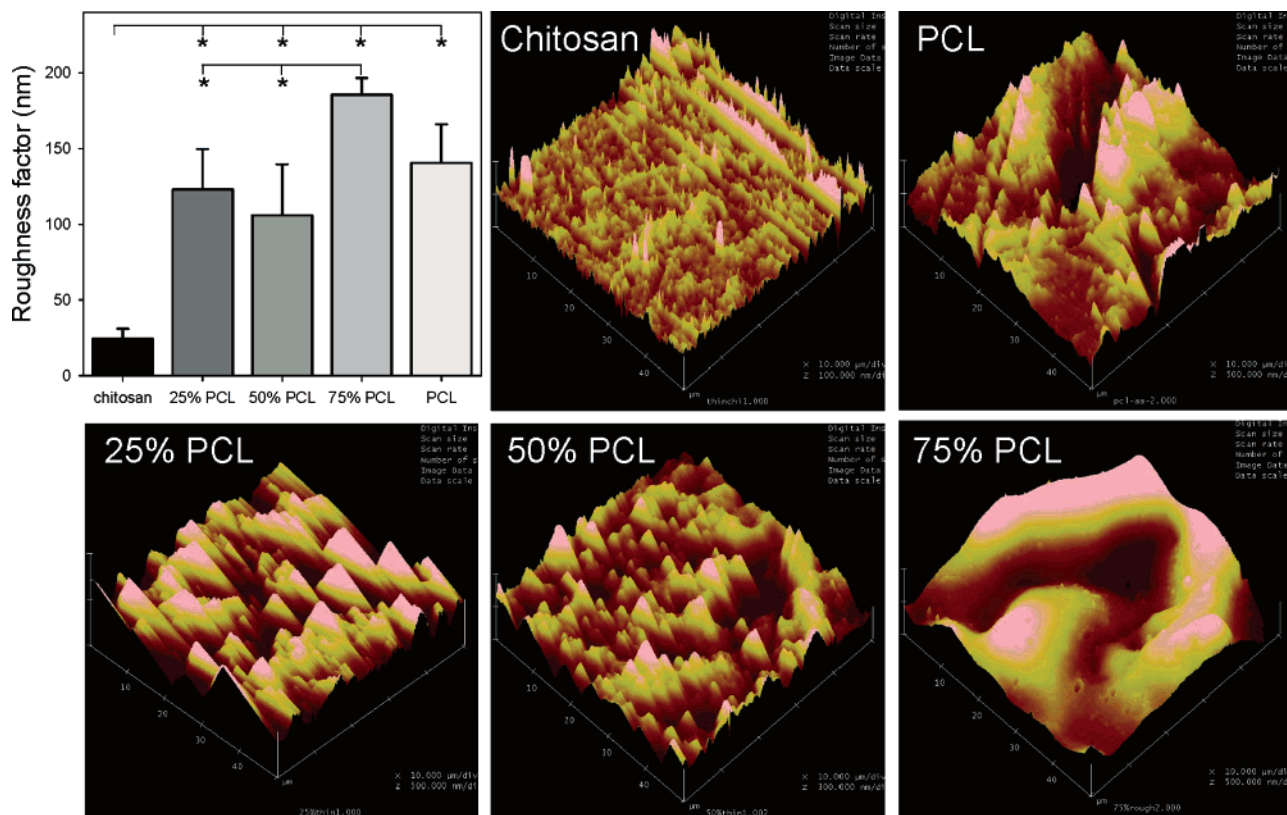 Roughness factor (nm)
200
150
100
50
0
* * * *
* *
chitosan 25% PCL 50% PCL 75% PCL PCL
Chitosan
Digital Ins
Scan size
Scan rate
Number of s
Image Data
Data scale
10
20
30
40
µm
X 10.000 µm/div
Z 100.000 nm/di
thinchi1.000
PCL
Digital In
Scan size
Scan rate
Number of
Image Data
Data scale
10
20
30
40
µm
X 10.000 µm/di
Z 500.000 nm/d
pcl-aa-2.000
25% PCL
Digital Ins
Scan size
Scan rate
Number of s
Image Data
Data scale
10
20
30
40
µm
X 10.000 µm/div
Z 500.000 nm/di
25%thin1.000
50% PCL
Digital Ins
Scan size
Scan rate
Number of s
Image Data
Data scale
10
20
30
40
µm
X 10.000 µm/div
Z 300.000 nm/di
50%thin1.002
75% PCL
Digital In
Scan size
Scan rate
Number of
Image Data
Data scale
10
20
30
40
µm
X 10.000 µm/di
Z 500.000 nm/d
75%rough2.000